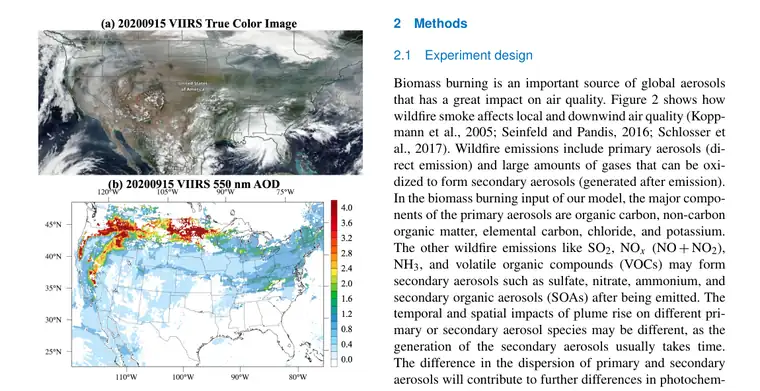 (a) 20200915 VIIRS True Color Image
United States
of America
(b) 20200915 VIIRS 550 nm AOD
120°W 105°W 90°W 75°W
45°N
40°N
35°N
30°N
25°N
110°W 100°W 90°W 80°W
4.0
3.6
3.2
2.8
2.4
2.0
1.6
1.2
0.8
0.4
0.0
2 Methods
2.1 Experiment design
Biomass burning is an important source of global aerosols
that has a great impact on air quality. Figure 2 shows how
wildfire smoke affects local and downwind air quality (Kopp-
mann et al., 2005; Seinfeld and Pandis, 2016; Schlosser et
al., 2017). Wildfire emissions include primary aerosols (di-
rect emission) and large amounts of gases that can be oxi-
dized to form secondary aerosols (generated after emission).
In the biomass burning input of our model, the major compo-
nents of the primary aerosols are organic carbon, non-carbon
organic matter, elemental carbon, chloride, and potassium.
The other wildfire emissions like SO₂, NOₓ (NO + NO₂),
NH₃, and volatile organic compounds (VOCs) may form
secondary aerosols such as sulfate, nitrate, ammonium, and
secondary organic aerosols (SOAs) after being emitted. The
temporal and spatial impacts of plume rise on different pri-
mary or secondary aerosol species may be different, as the
generation of the secondary aerosols usually takes time.
The difference in the dispersion of primary and secondary
aerosols will contribute to further differences in photochem-